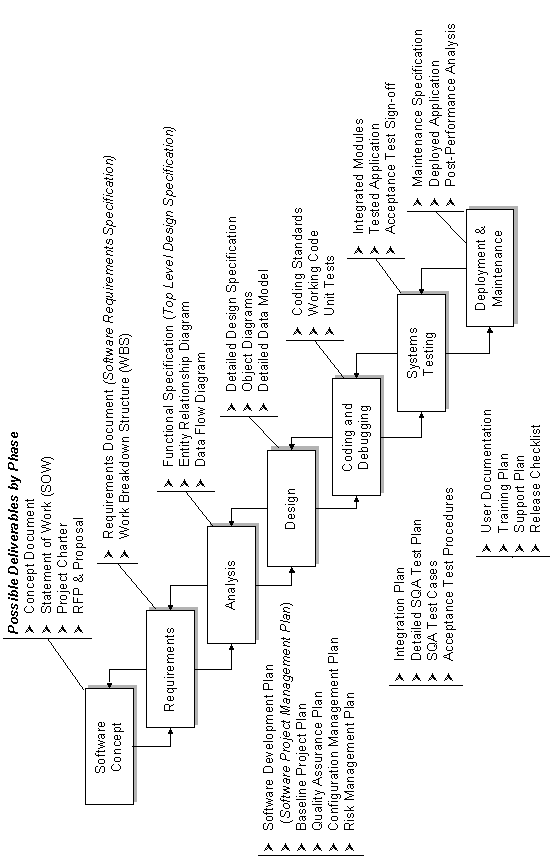 Possible Deliverables by Phase
Concept Document
Statement of Work (SOW)
Project Charter
RFP & Proposal
Software
Concept
Requirements Document (Software Requirements Specification)
Work Breakdown Structure (WBS)
Requirements
Functional Specification (Top Level Design Specification)
Entity Relationship Diagram
Data Flow Diagram
Analysis
Detailed Design Specification
Object Diagrams
Detailed Data Model
Design
Coding Standards
Working Code
Unit Tests
Coding and
Debugging
Integrated Modules
Tested Application
Acceptance Test Sign-off
Systems
Testing
Maintenance Specification
Deployed Application
Post-Performance Analysis
Deployment &
Maintenance
Software Development Plan
(Software Project Management Plan)
Baseline Project Plan
Quality Assurance Plan
Configuration Management Plan
Risk Management Plan
Integration Plan
Detailed SQA Test Plan
SQA Test Cases
Acceptance Test Procedures
User Documentation
Training Plan
Support Plan
Release Checklist